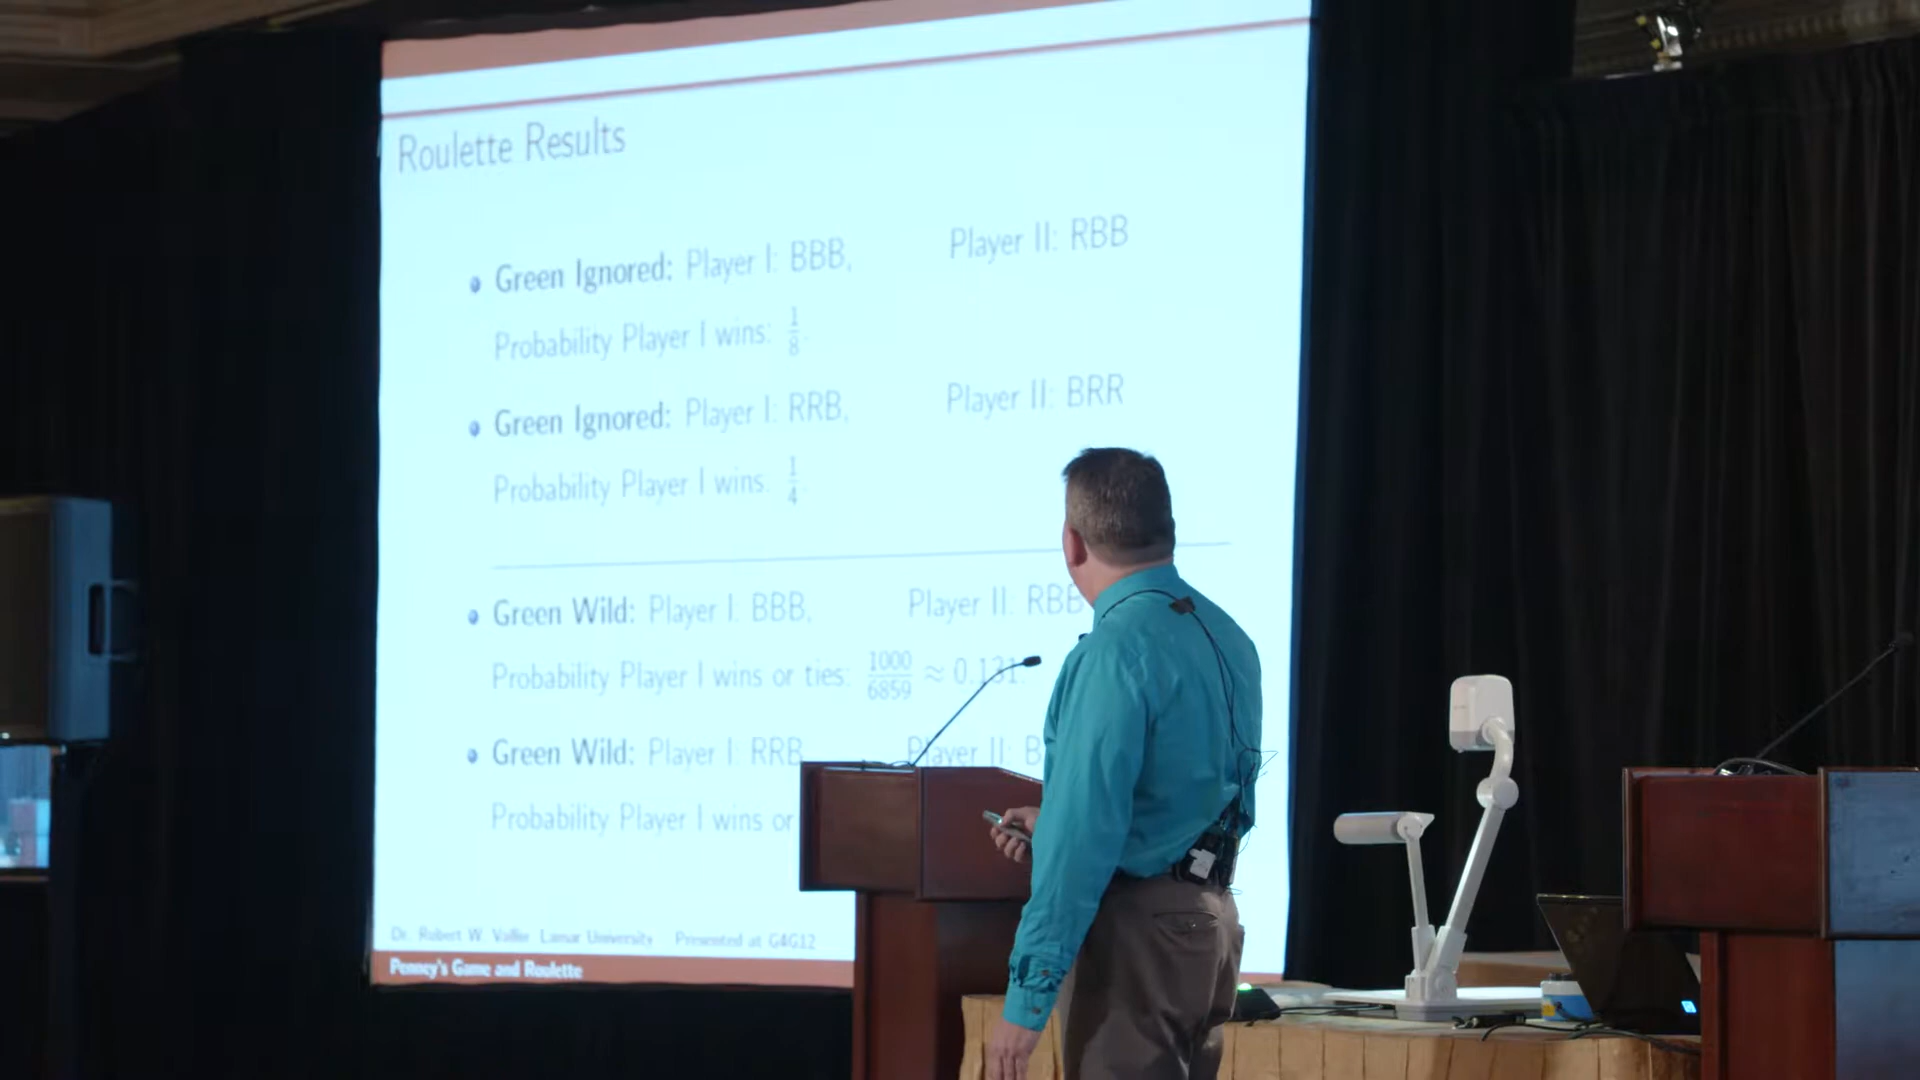 Roulette Results
Green Ignored: Player I: BBB, Player II: RBB
Probability Player I wins: 1/8.
Green Ignored: Player I: RRB, Player II: BRR
Probability Player I wins: 1/4.
Green Wild: Player I: BBB, Player II: RBB
Probability Player I wins or ties: 1000/6859 ≈ 0.131.
Green Wild: Player I: RRB Player II: B
Probability Player I wins or
Dr. Robert W. Vallin Lamar University Presented at G4G12
Penney's Game and Roulette